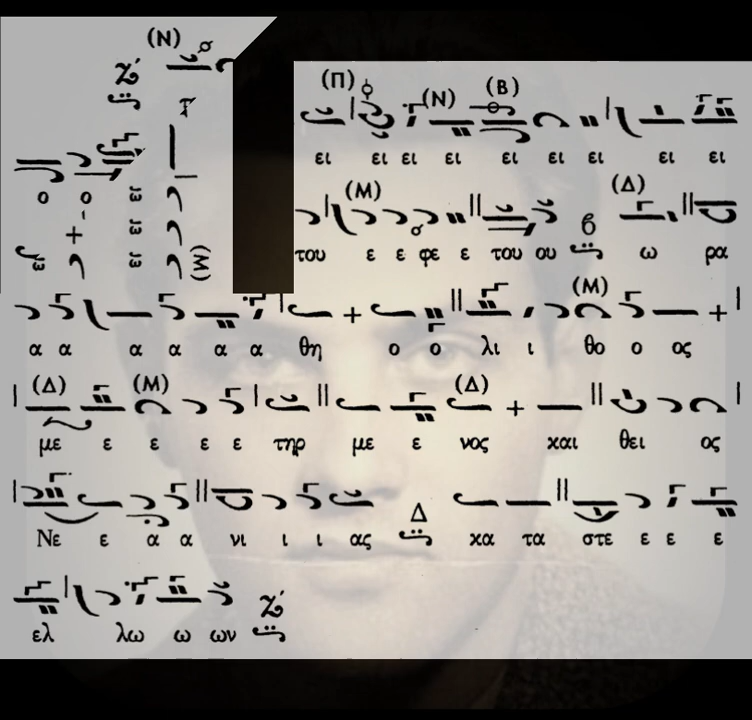 (Ν)
(Π) (Ν) (Β)
ει ει ει ει ει ει ει ει ει
(Μ) (Δ)
του ε ε φε ε του ου ω ρα
(Μ)
α α α α α α θη ο ο λι ι θο ο ος
(Δ) (Μ) (Δ)
με ε ε ε ε τηρ με ε νος και θει ος
Νε ε α α νι ι ι ας Δ κα τα στε ε ε ε
ελ λω ω ων
ο ο
(Μ)